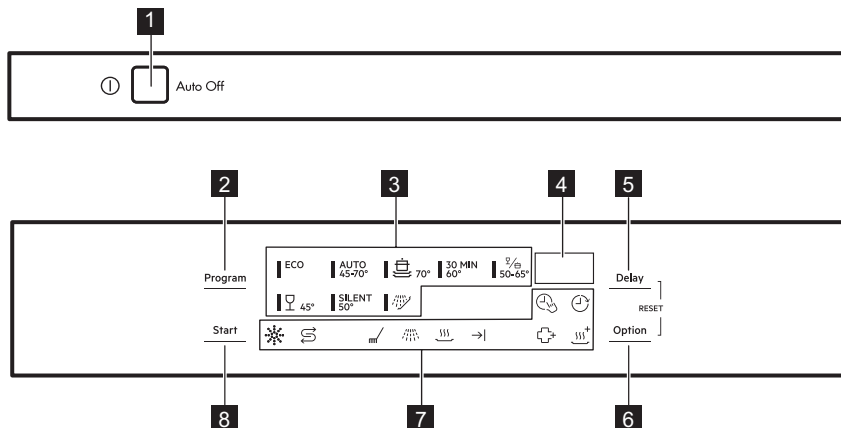 1
Auto Off
2
3
4
5
Program
ECO
AUTO
45-70°
70°
30 MIN
60°
50-65°
Delay
45°
SILENT
50°
RESET
Start
Option
8
7
6